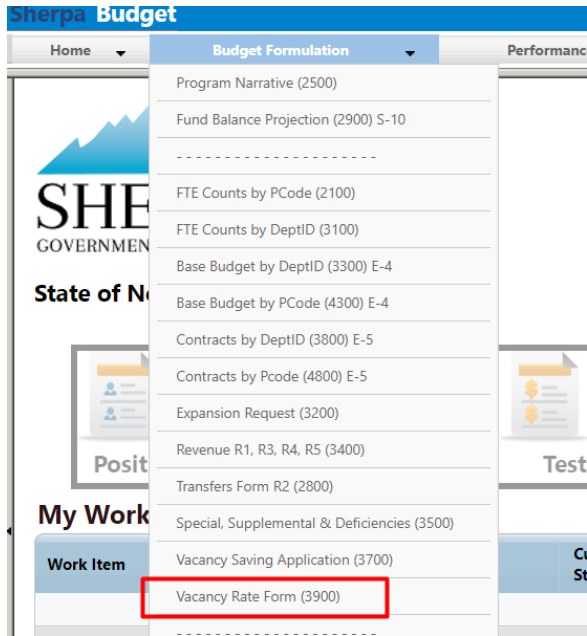 Sherpa Budget
Home Budget Formulation Performanc
Program Narrative (2500)
Fund Balance Projection (2900) S-10
- - - - - - - - - - - - - - - - - - - - -
FTE Counts by PCode (2100)
SHE
FTE Counts by DeptID (3100)
GOVERNMEN
Base Budget by DeptID (3300) E-4
State of Ne
Base Budget by PCode (4300) E-4
Contracts by DeptID (3800) E-5
Contracts by Pcode (4800) E-5
Expansion Request (3200)
Revenue R1, R3, R4, R5 (3400)
Posit
Test
Transfers Form R2 (2800)
My Work
Special, Supplemental & Deficiencies (3500)
Work Item
Vacancy Saving Application (3700)
Cu
St
Vacancy Rate Form (3900)
- - - - - - - - - - - - - - - - - - - - -